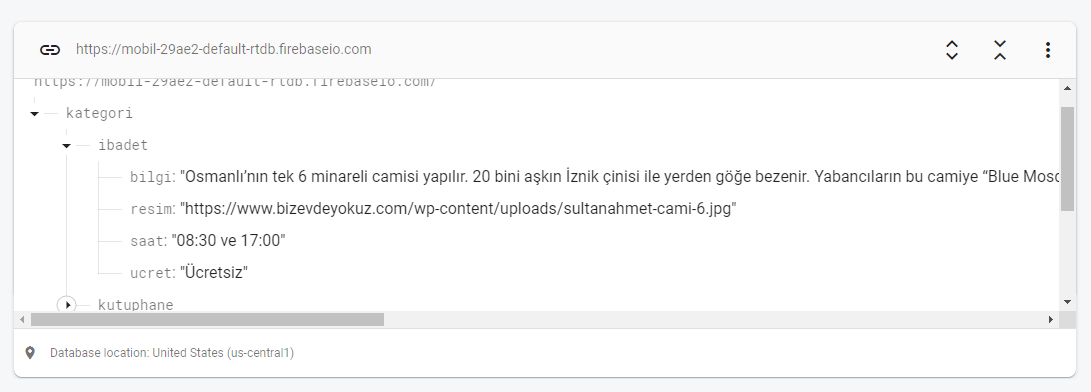 https://mobil-29ae2-default-rtdb.firebaseio.com
https://mobil-29ae2-default-rtdb.firebaseio.com/
kategori
ibadet
bilgi: "Osmanlı’nın tek 6 minareli camisi yapılır. 20 bini aşkın İznik çinisi ile yerden göğe bezenir. Yabancıların bu camiye “Blue Mosc
resim: "https://www.bizevdeyokuz.com/wp-content/uploads/sultanahmet-cami-6.jpg"
saat: "08:30 ve 17:00"
ucret: "Ücretsiz"
kutuphane
Database location: United States (us-central1)